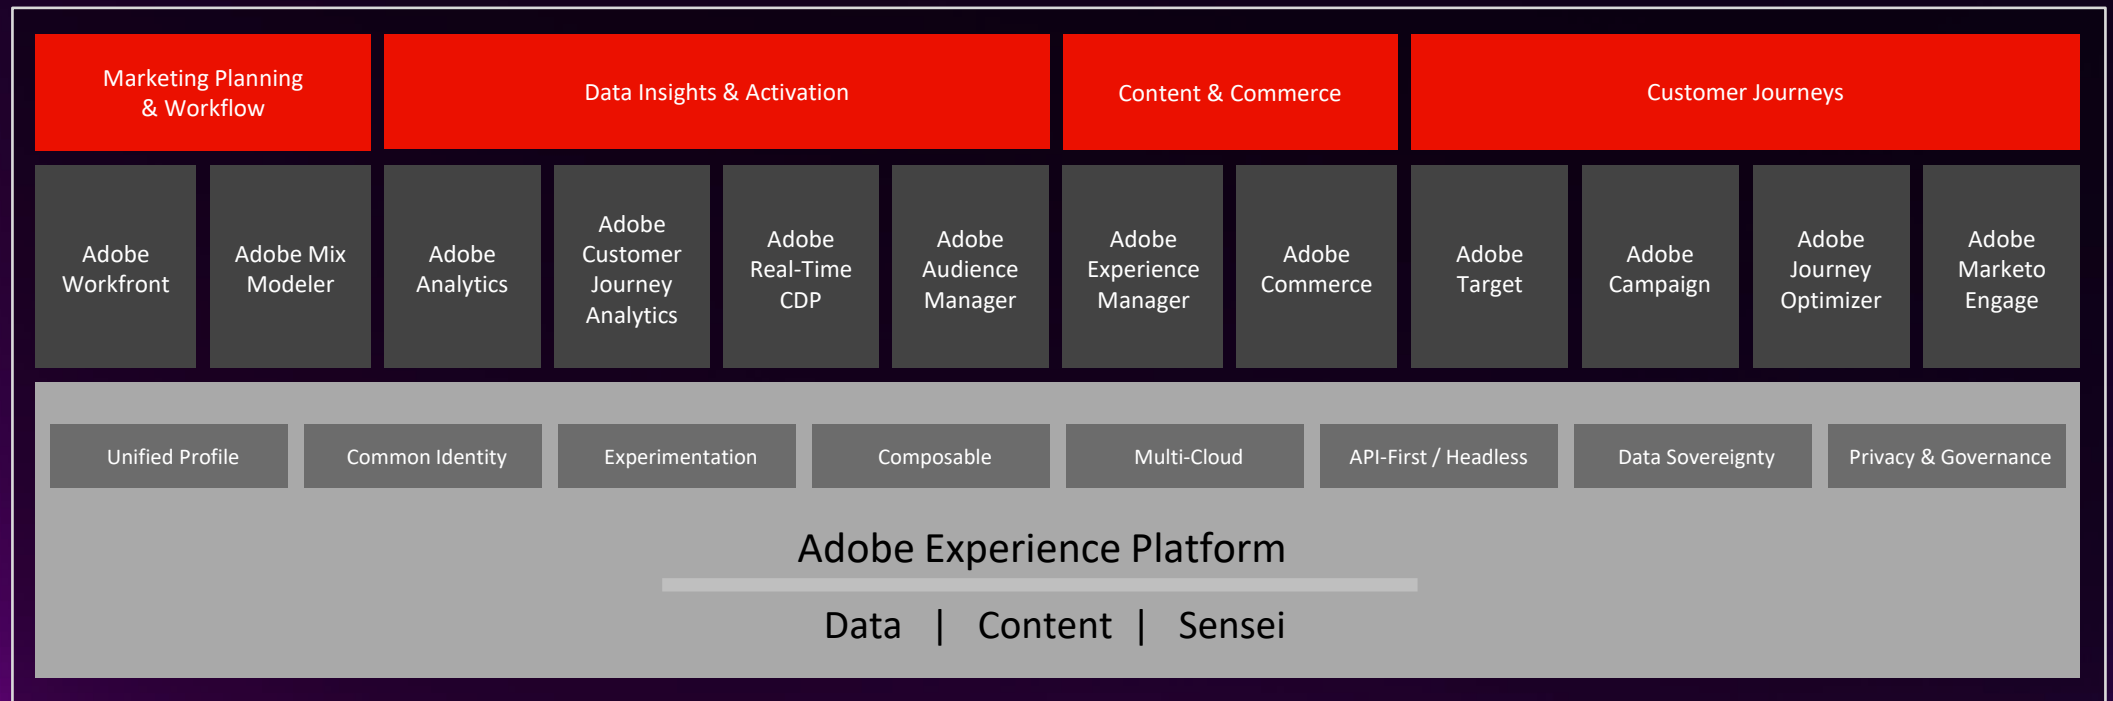 Marketing Planning
& Workflow
Data Insights & Activation
Content & Commerce
Customer Journeys
Adobe
Workfront
Adobe Mix
Modeler
Adobe
Analytics
Adobe
Customer
Journey
Analytics
Adobe
Real-Time
CDP
Adobe
Audience
Manager
Adobe
Experience
Manager
Adobe
Commerce
Adobe
Target
Adobe
Campaign
Adobe
Journey
Optimizer
Adobe
Marketo
Engage
Unified Profile
Common Identity
Experimentation
Composable
Multi-Cloud
API-First / Headless
Data Sovereignty
Privacy & Governance
Adobe Experience Platform
Data | Content | Sensei